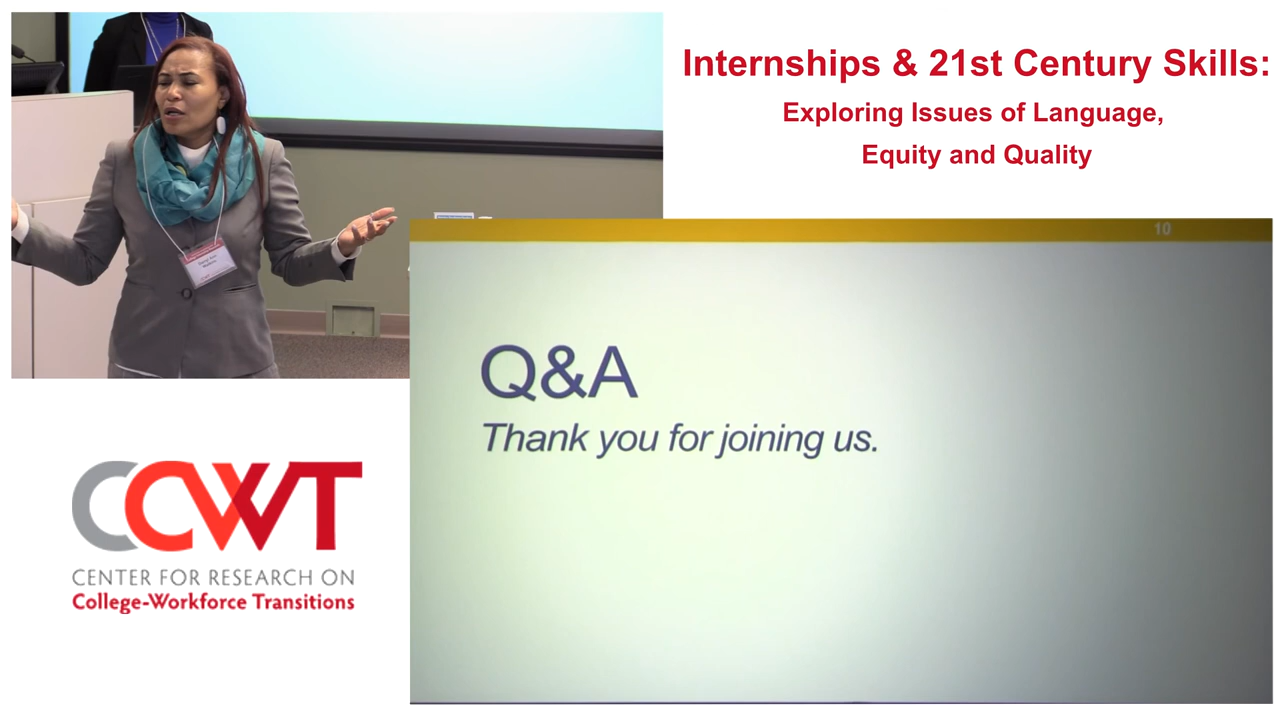 Internships & 21st Century Skills:
Exploring Issues of Language,
Equity and Quality
10
Q&A
Thank you for joining us.
CCWT
CENTER FOR RESEARCH ON
College-Workforce Transitions